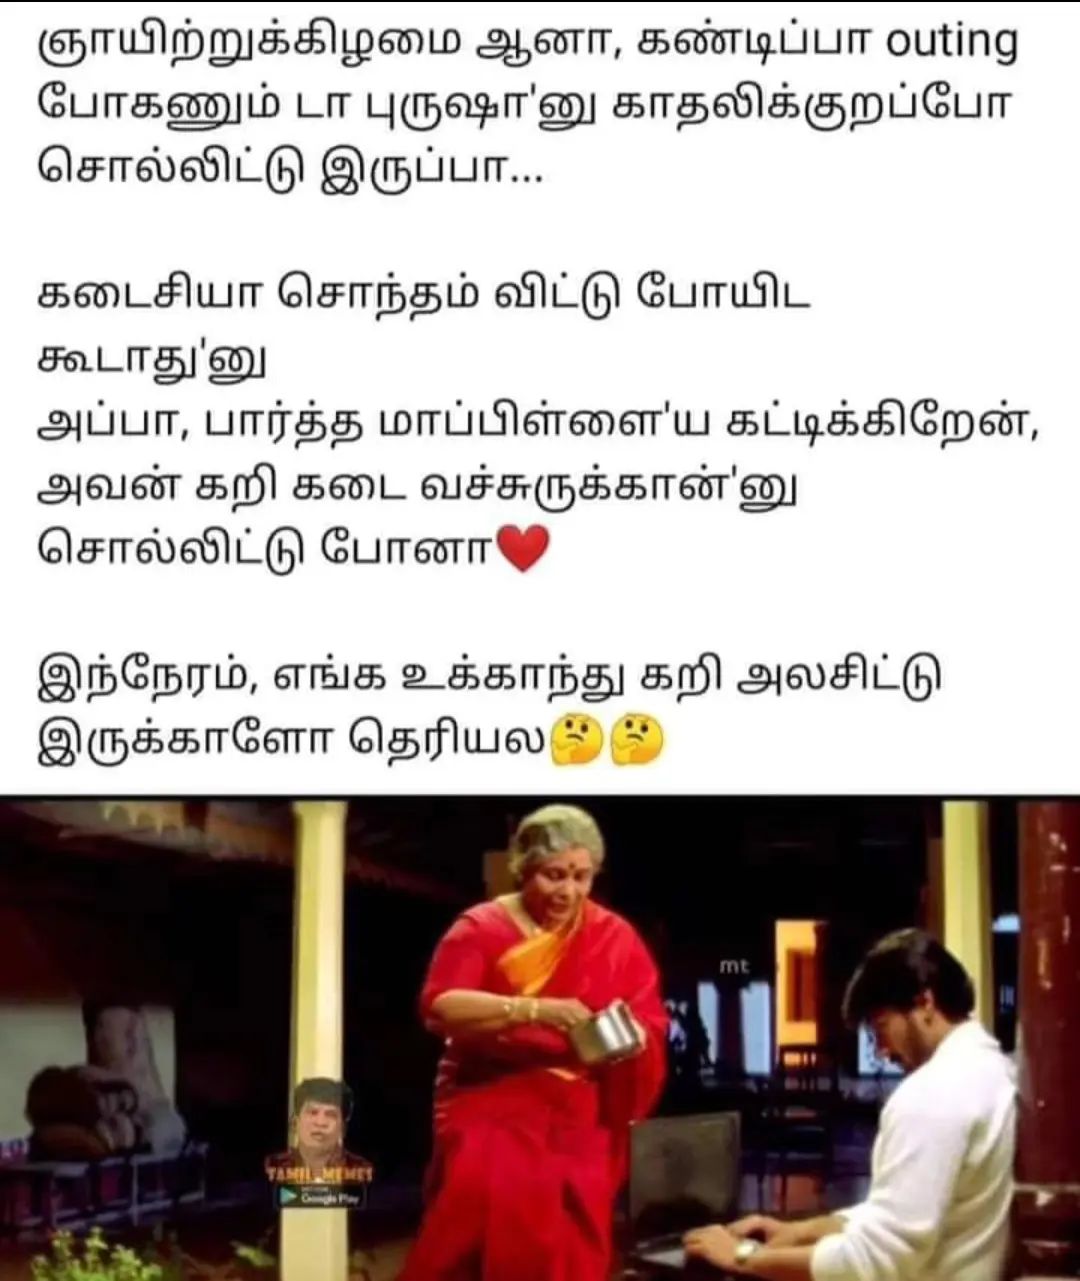 ஞாயிற்றுக்கிழமை ஆனா, கண்டிப்பா outing
போகணும் டா புருஷா'னு காதலிக்குறப்போ
சொல்லிட்டு இருப்பா...
கடைசியா சொந்தம் விட்டு போயிட
கூடாது'னு
அப்பா, பார்த்த மாப்பிள்ளை'ய கட்டிக்கிறேன்,
அவன் கறி கடை வச்சுருக்கான்'னு
சொல்லிட்டு போனா❤️
இந்நேரம், எங்க உக்காந்து கறி அலசிட்டு
இருக்காளோ தெரியல🤔🤔
mt
TAMIL MEMES
Google Play